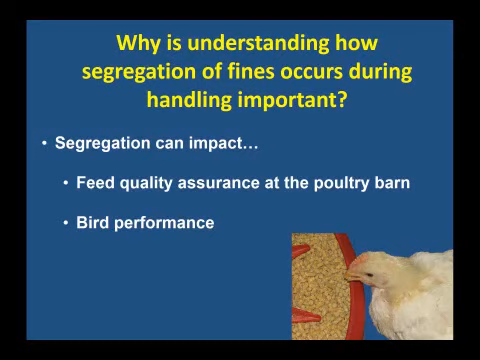 Why is understanding how
segregation of fines occurs during
handling important?
• Segregation can impact…
• Feed quality assurance at the poultry barn
• Bird performance